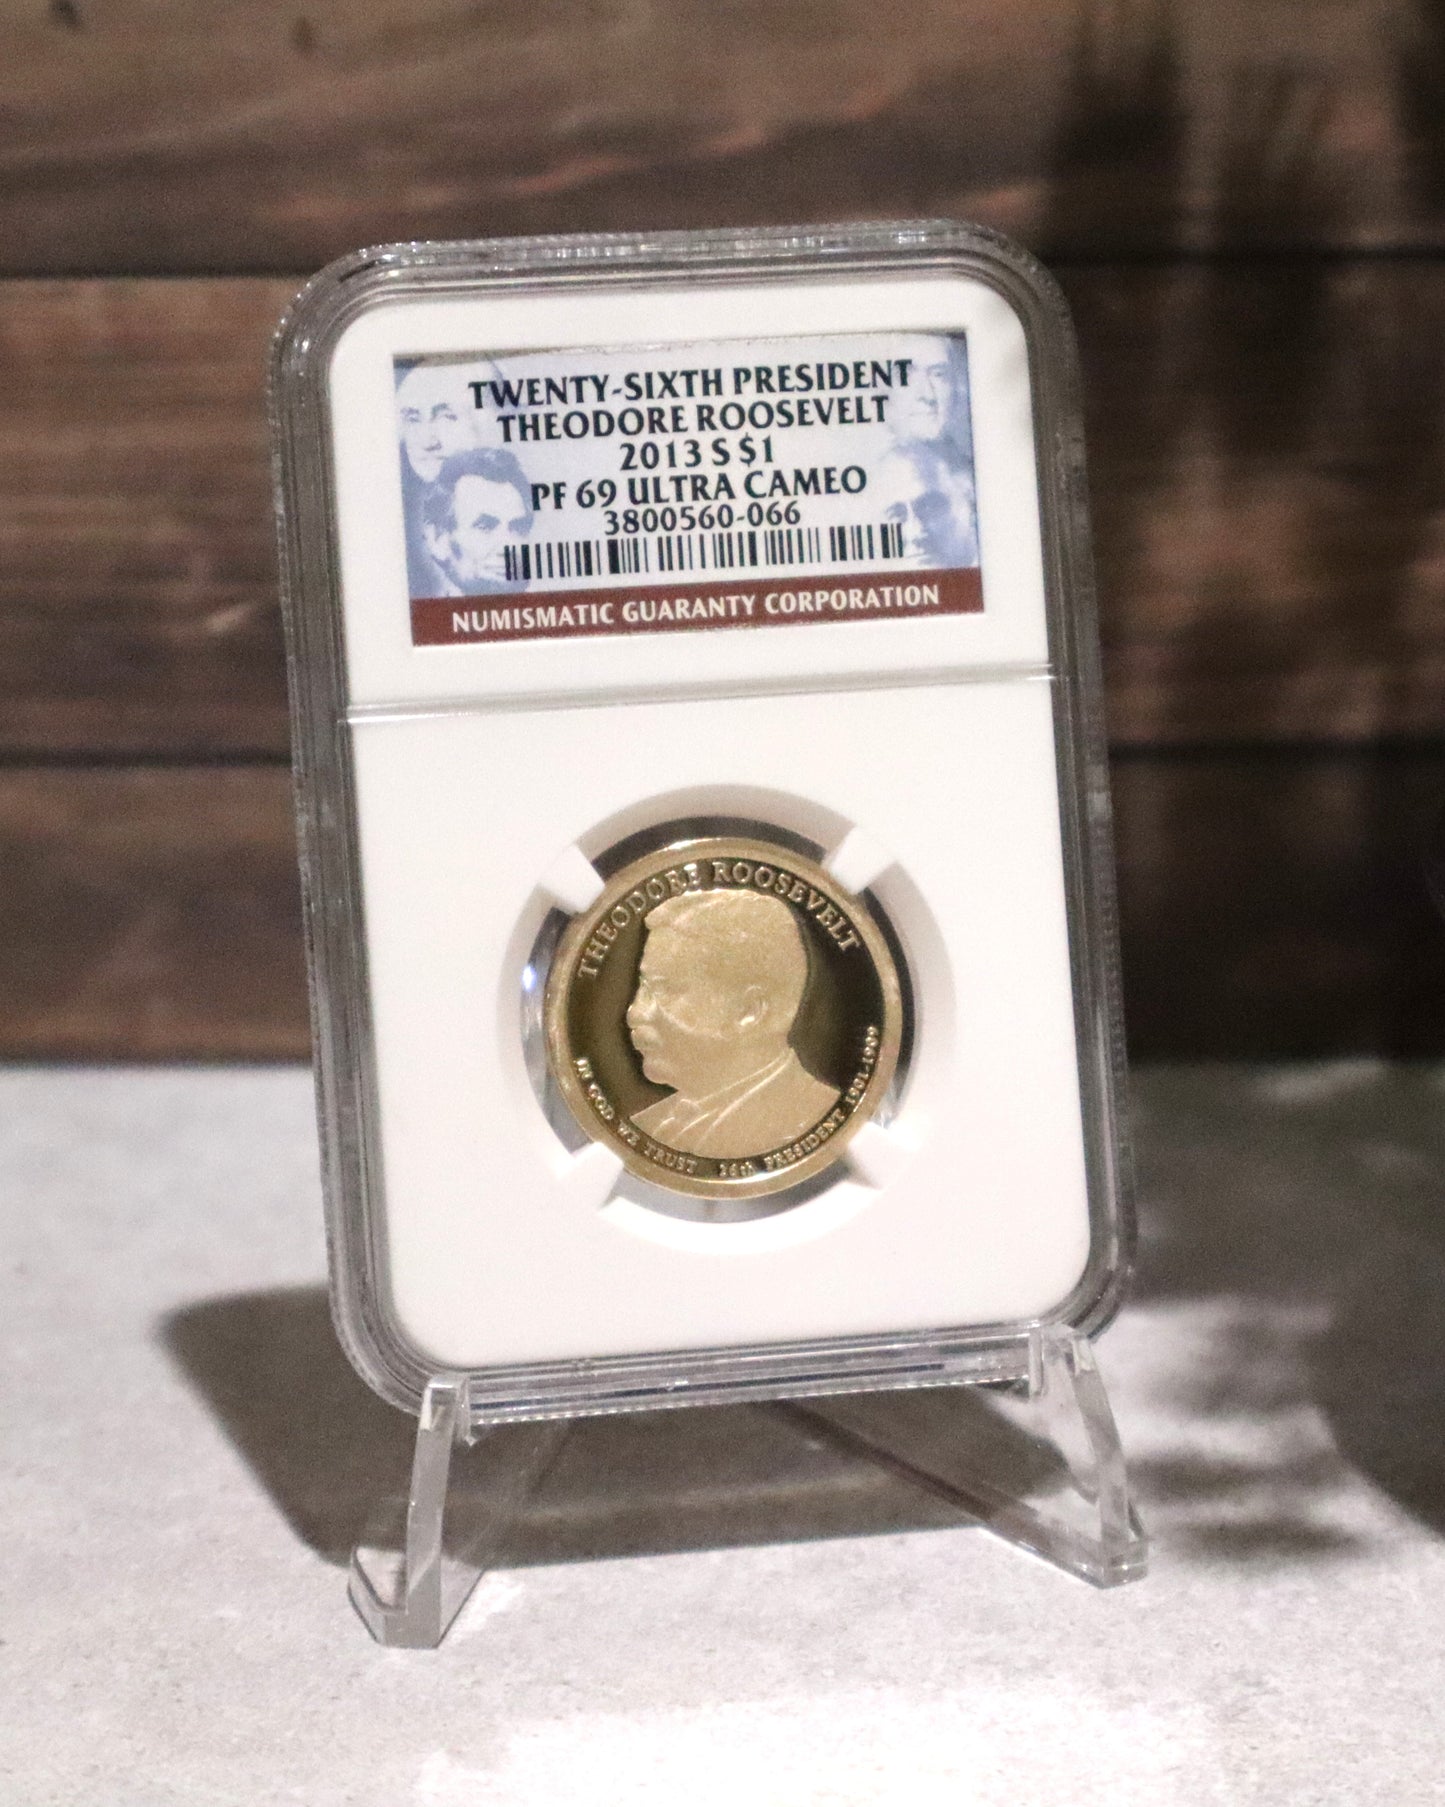 TWENTY-SIXTH PRESIDENT
THEODORE ROOSEVELT
2013 S $1
PF 69 ULTRA CAMEO
3800560-066
NUMISMATIC GUARANTY CORPORATION
THEODORE ROOSEVELT
IN GOD WE TRUST 26th PRESIDENT 1901-1909